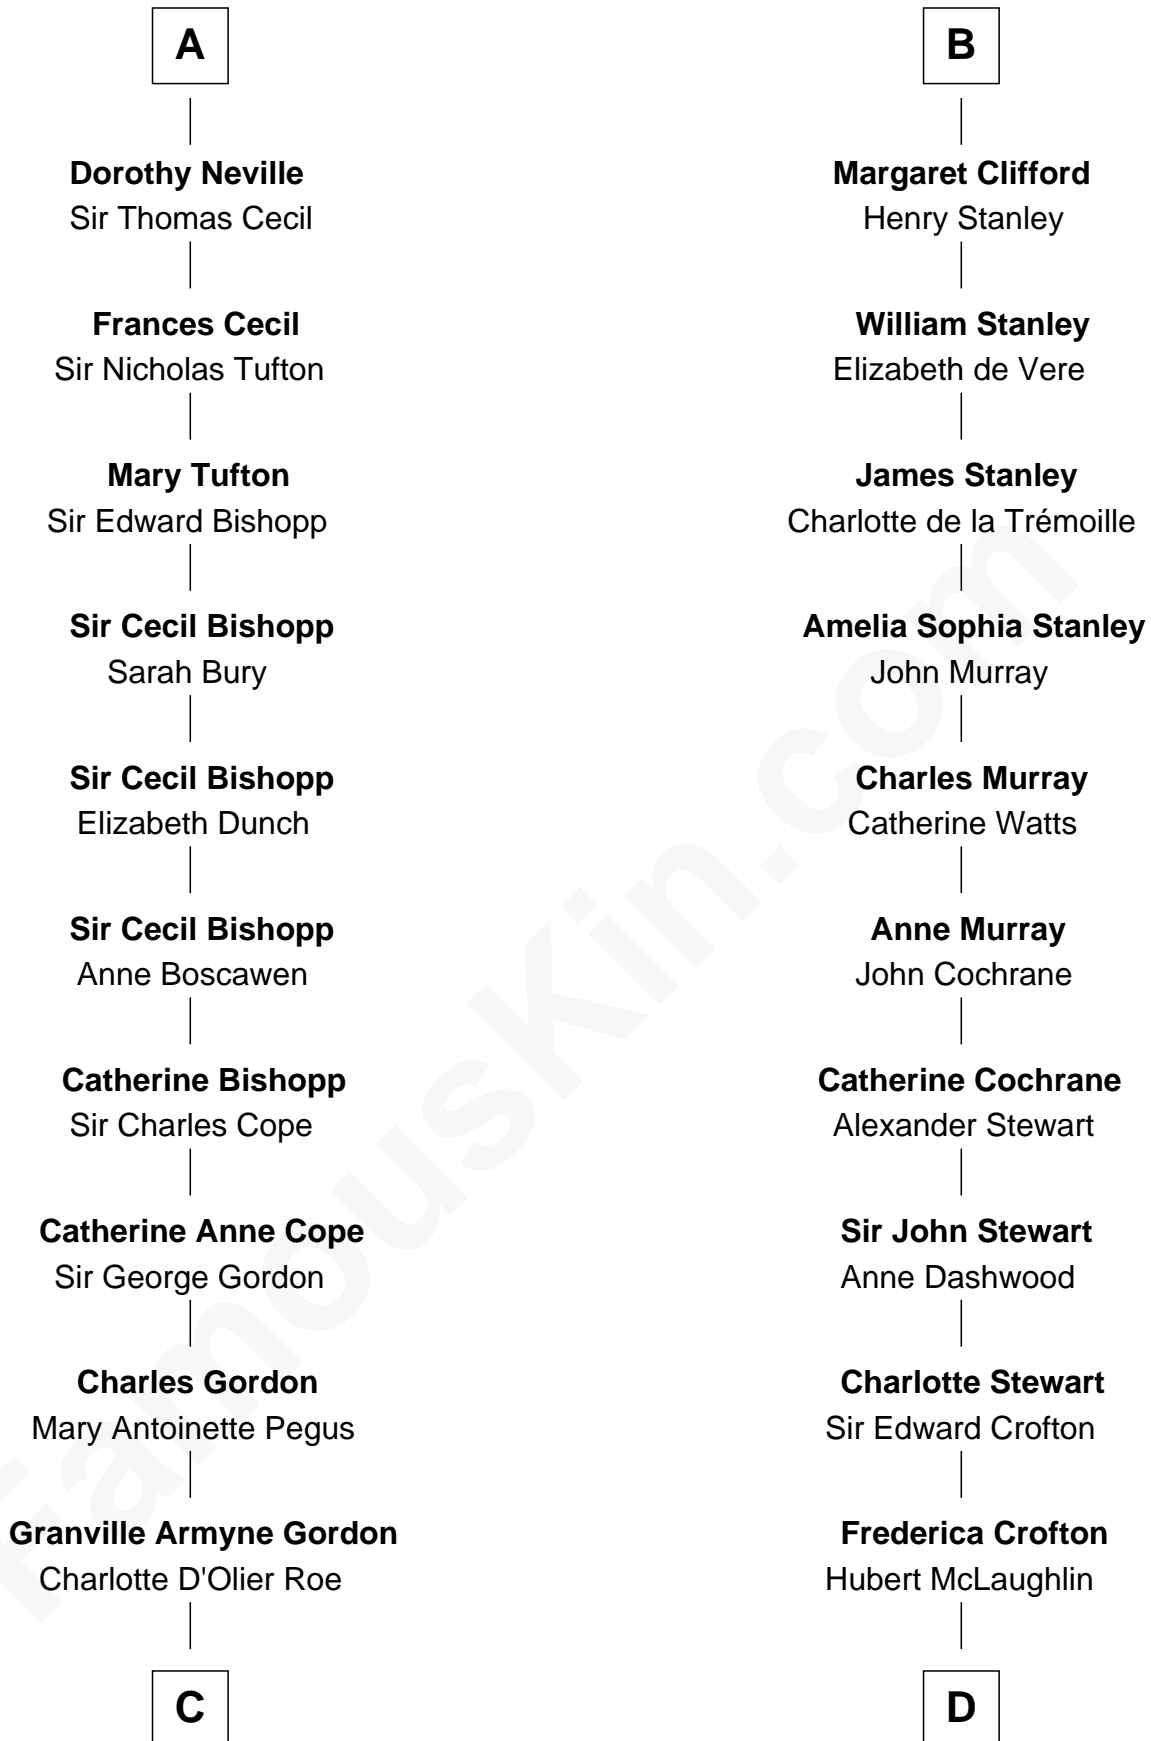 A
Dorothy Neville
Sir Thomas Cecil
Frances Cecil
Sir Nicholas Tufton
Mary Tufton
Sir Edward Bishopp
Sir Cecil Bishopp
Sarah Bury
Sir Cecil Bishopp
Elizabeth Dunch
Sir Cecil Bishopp
Anne Boscawen
Catherine Bishopp
Sir Charles Cope
Catherine Anne Cope
Sir George Gordon
Charles Gordon
Mary Antoinette Pegus
Granville Armyne Gordon
Charlotte D'Olier Roe
C
B
Margaret Clifford
Henry Stanley
William Stanley
Elizabeth de Vere
James Stanley
Charlotte de la Trémoille
Amelia Sophia Stanley
John Murray
Charles Murray
Catherine Watts
Anne Murray
John Cochrane
Catherine Cochrane
Alexander Stewart
Sir John Stewart
Anne Dashwood
Charlotte Stewart
Sir Edward Crofton
Frederica Crofton
Hubert McLaughlin
D
FamousKin.com